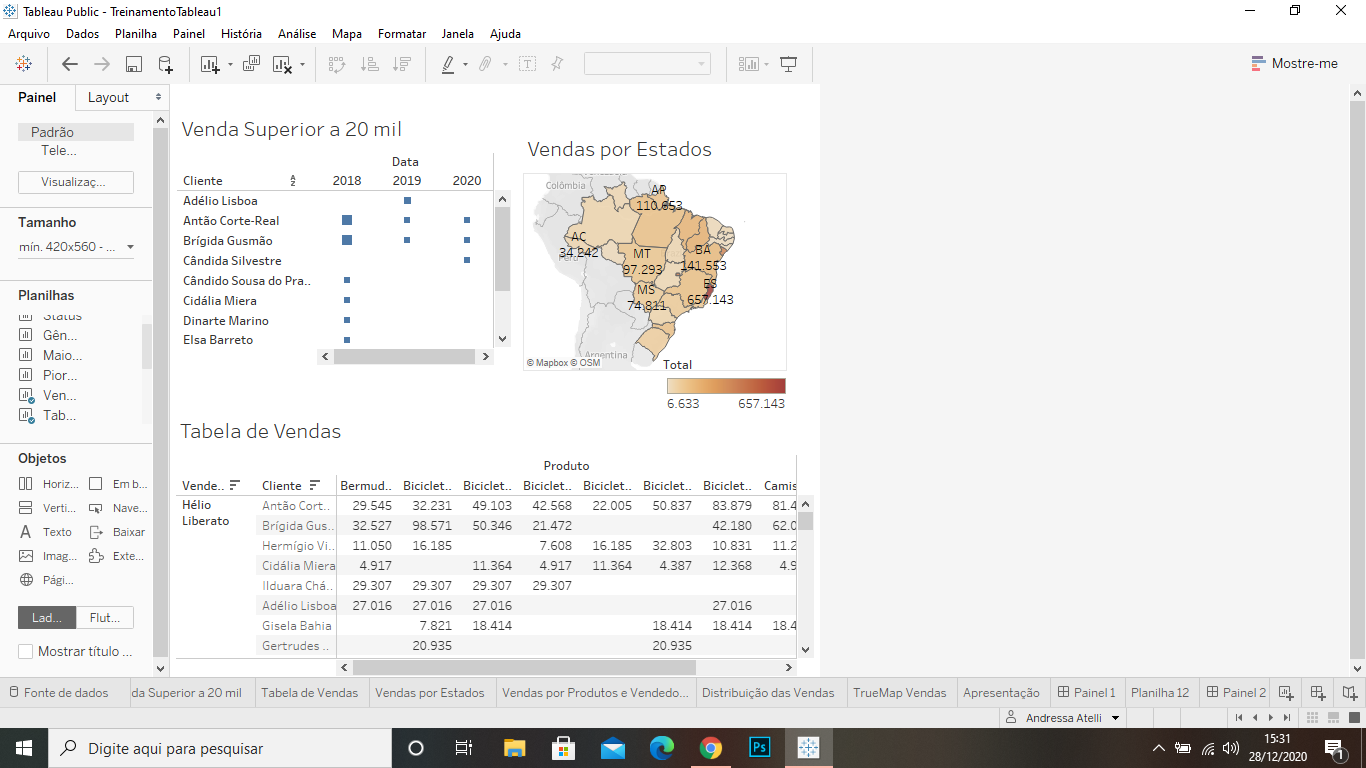 Tableau Public - TreinamentoTableau1
Arquivo Dados Planilha Painel História Análise Mapa Formatar Janela Ajuda
Mostre-me
Painel Layout
Padrão
Tele...
Visualizaç...
Tamanho
mín. 420x560 - ...
Planilhas
Status
Gên...
Maio...
Pior...
Ven...
Tab...
Objetos
Horiz... Em b...
Verti... Nave...
Texto Baixar
Imag... Exte...
Pági...
Lad... Flut...
Mostrar título ...
Venda Superior a 20 mil
Data
Cliente 2018 2019 2020
Adélio Lisboa
Antão Corte-Real
Brígida Gusmão
Cândida Silvestre
Cândido Sousa do Pra..
Cidália Miera
Dinarte Marino
Elsa Barreto
Vendas por Estados
Colômbia
AP
110.653
AC
34.242
Peru
MT
97.293
BA
141.553
MS
74.811
ES
657.143
Argentina
© Mapbox © OSM
Total
6.633 657.143
Tabela de Vendas
Produto
Vende.. Cliente Bermud.. Biciclet.. Biciclet.. Biciclet.. Biciclet.. Biciclet.. Biciclet.. Camis
Hélio Liberato Antão Cort.. 29.545 32.231 49.103 42.568 22.005 50.837 83.879 81.4
Brígida Gus.. 32.527 98.571 50.346 21.472 42.180 62.0
Hermígio Vi.. 11.050 16.185 7.608 16.185 32.803 10.831 11.2
Cidália Miera 4.917 11.364 4.917 11.364 4.387 12.368 4.9
Ilduara Chá.. 29.307 29.307 29.307 29.307
Adélio Lisboa 27.016 27.016 27.016 27.016
Gisela Bahia 7.821 18.414 18.414 18.414 18.4
Gertrudes .. 20.935 20.935
Fonte de dados da Superior a 20 mil Tabela de Vendas Vendas por Estados Vendas por Produtos e Vendedo... Distribuição das Vendas TrueMap Vendas Apresentação Painel 1 Planilha 12 Painel 2
Andressa Atelli
Digite aqui para pesquisar
Ps
15:31
28/12/2020
1